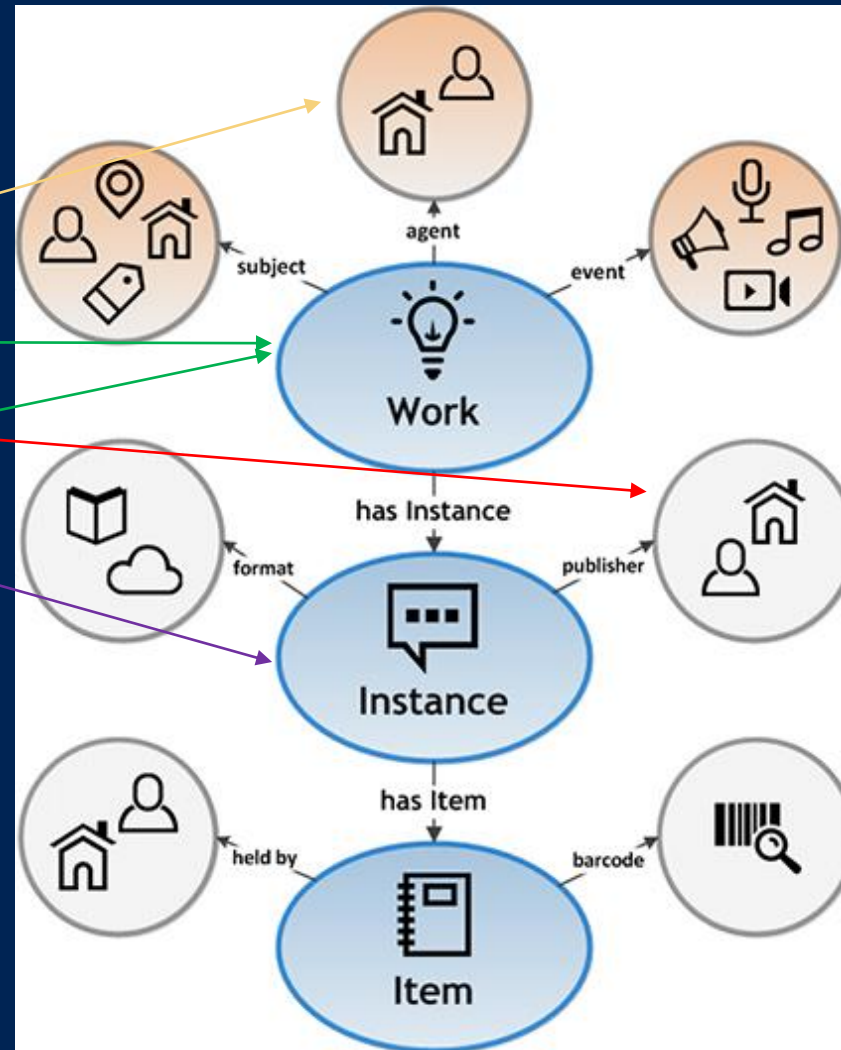 agent
subject
event
Work
has Instance
format
publisher
Instance
has Item
held by
barcode
Item